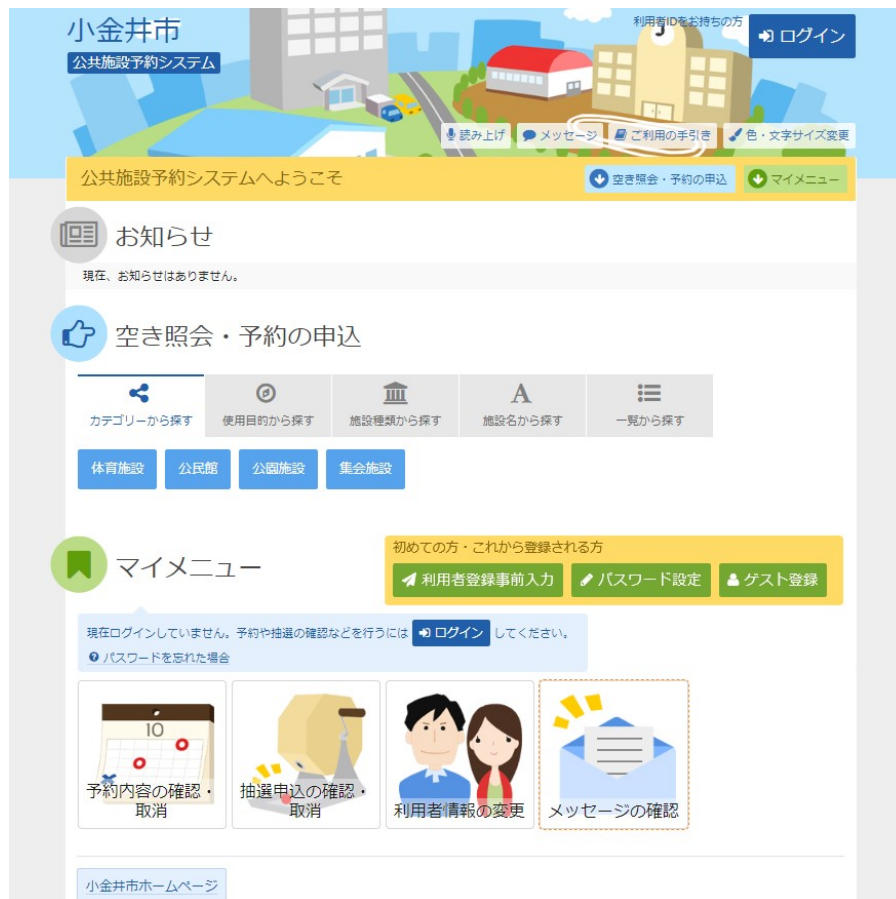 小金井市
公共施設予約システム
利用者IDをお持ちの方
ログイン
読み上げ
メッセージ
ご利用の手引き
色・文字サイズ変更
公共施設予約システムへようこそ
空き照会・予約の申込
マイメニュー
お知らせ
現在、お知らせはありません。
空き照会・予約の申込
カテゴリーから探す
使用目的から探す
施設種類から探す
A
施設名から探す
一覧から探す
体育施設
公民館
公園施設
集会施設
マイメニュー
初めての方・これから登録される方
利用者登録事前入力
パスワード設定
ゲスト登録
現在ログインしていません。予約や抽選の確認などを行うには ログイン してください。
パスワードを忘れた場合
10
予約内容の確認・
取消
抽選申込の確認・
取消
利用者情報の変更
メッセージの確認
小金井市ホームページ